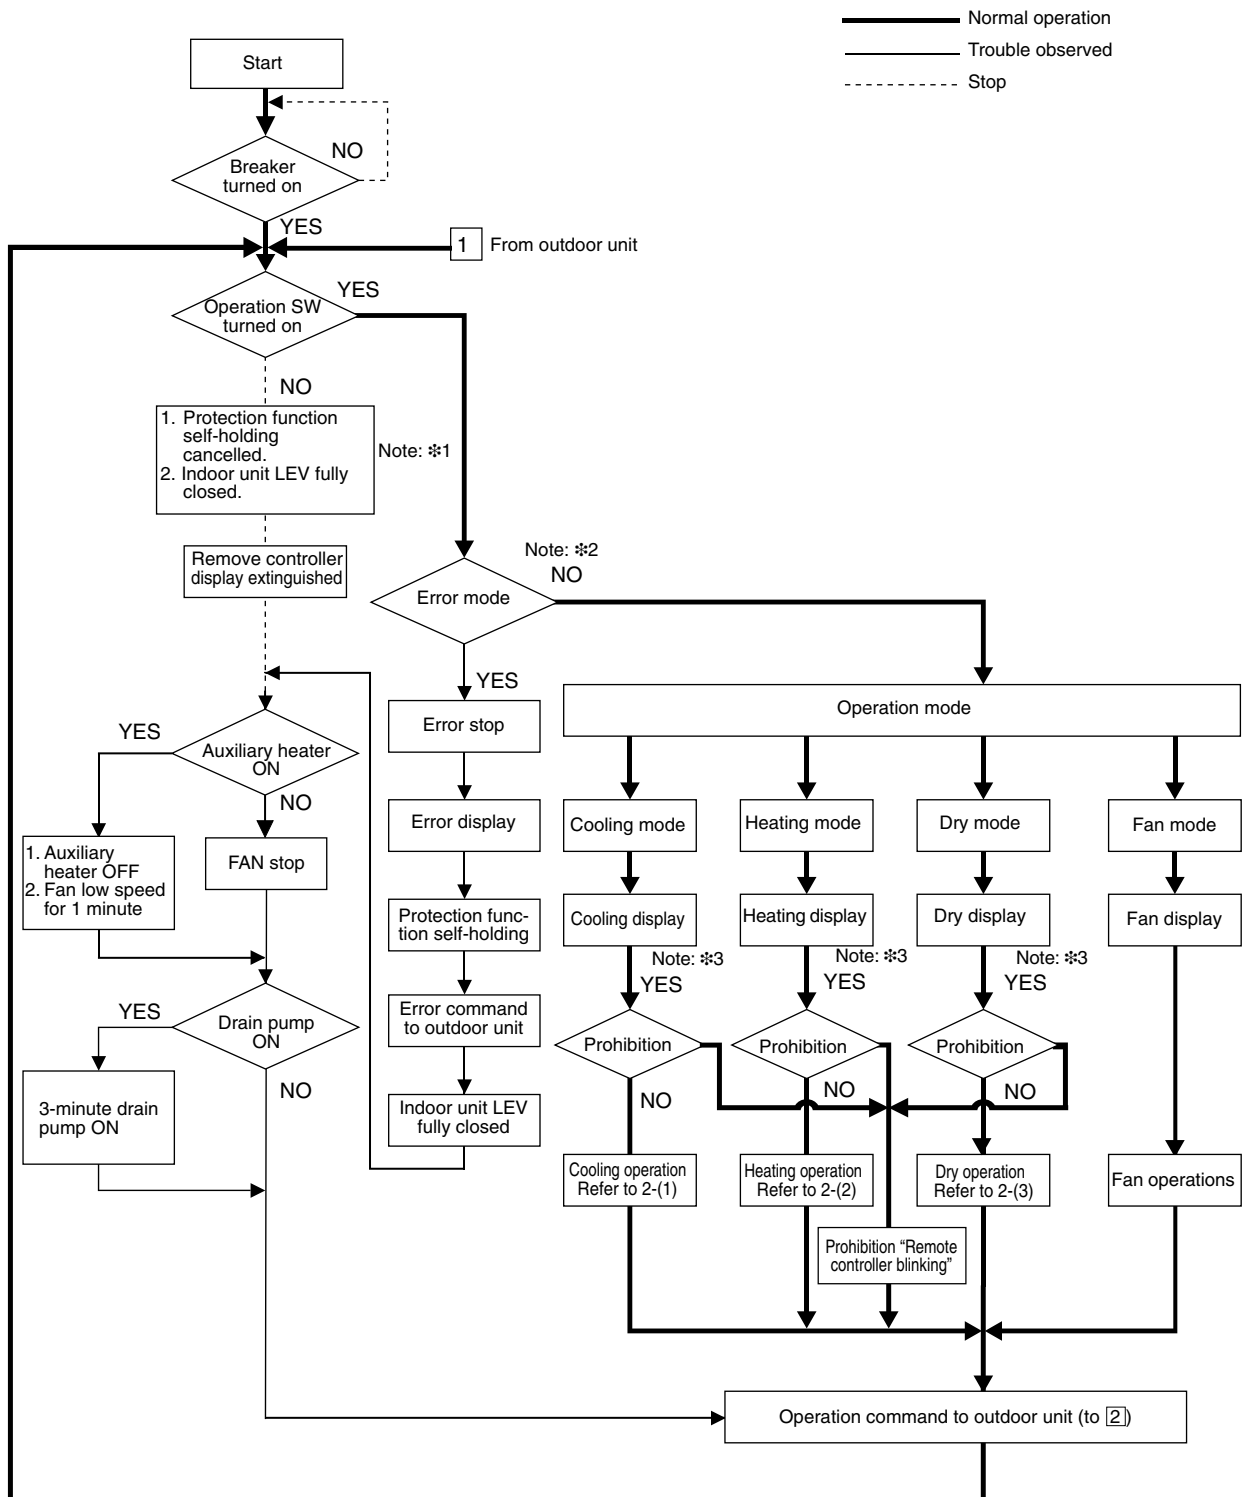 Normal operation
Trouble observed
Stop
Start
NO
Breaker
turned on
YES
1 From outdoor unit
YES
Operation SW
turned on
NO
1. Protection function
self-holding
cancelled.
2. Indoor unit LEV fully
closed.
Note: ✻1
Remove controller
display extinguished
Note: ✻2
NO
Error mode
YES
Error stop
Operation mode
YES
Auxiliary heater
ON
NO
1. Auxiliary
heater OFF
2. Fan low speed
for 1 minute
FAN stop
Error display
Cooling mode
Heating mode
Dry mode
Fan mode
Protection func-
tion self-holding
Cooling display
Heating display
Dry display
Fan display
Note: ✻3
YES
Note: ✻3
YES
Note: ✻3
YES
YES
Drain pump
ON
NO
Error command
to outdoor unit
Prohibition
Prohibition
Prohibition
NO
NO
NO
3-minute drain
pump ON
Indoor unit LEV
fully closed
Cooling operation
Refer to 2-(1)
Heating operation
Refer to 2-(2)
Dry operation
Refer to 2-(3)
Fan operations
Prohibition “Remote
controller blinking”
Operation command to outdoor unit (to 2)